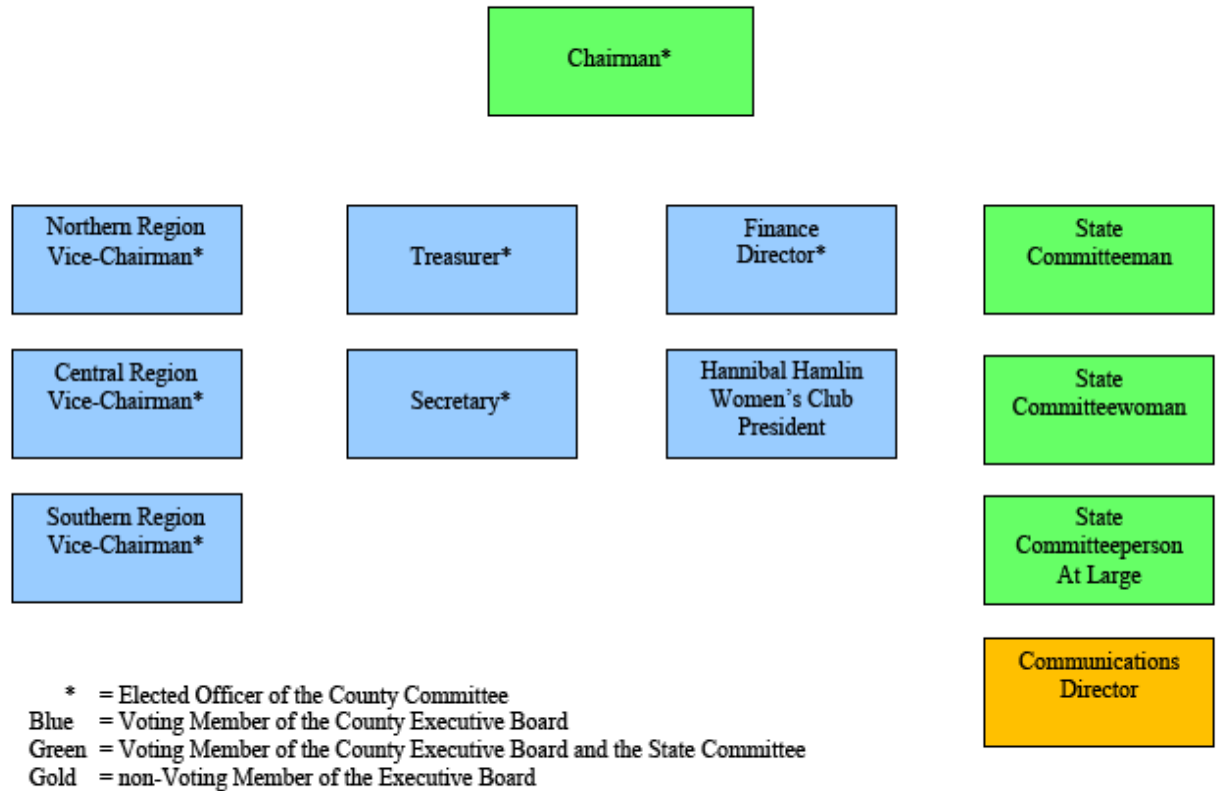 Chairman*
Northern Region
Vice-Chairman*
Treasurer*
Finance
Director*
State
Committeeman
Central Region
Vice-Chairman*
Secretary*
Hannibal Hamlin
Women's Club
President
State
Committeewoman
Southern Region
Vice-Chairman*
State
Committeeperson
At Large
Communications
Director
* = Elected Officer of the County Committee
Blue = Voting Member of the County Executive Board
Green = Voting Member of the County Executive Board and the State Committee
Gold = non-Voting Member of the Executive Board